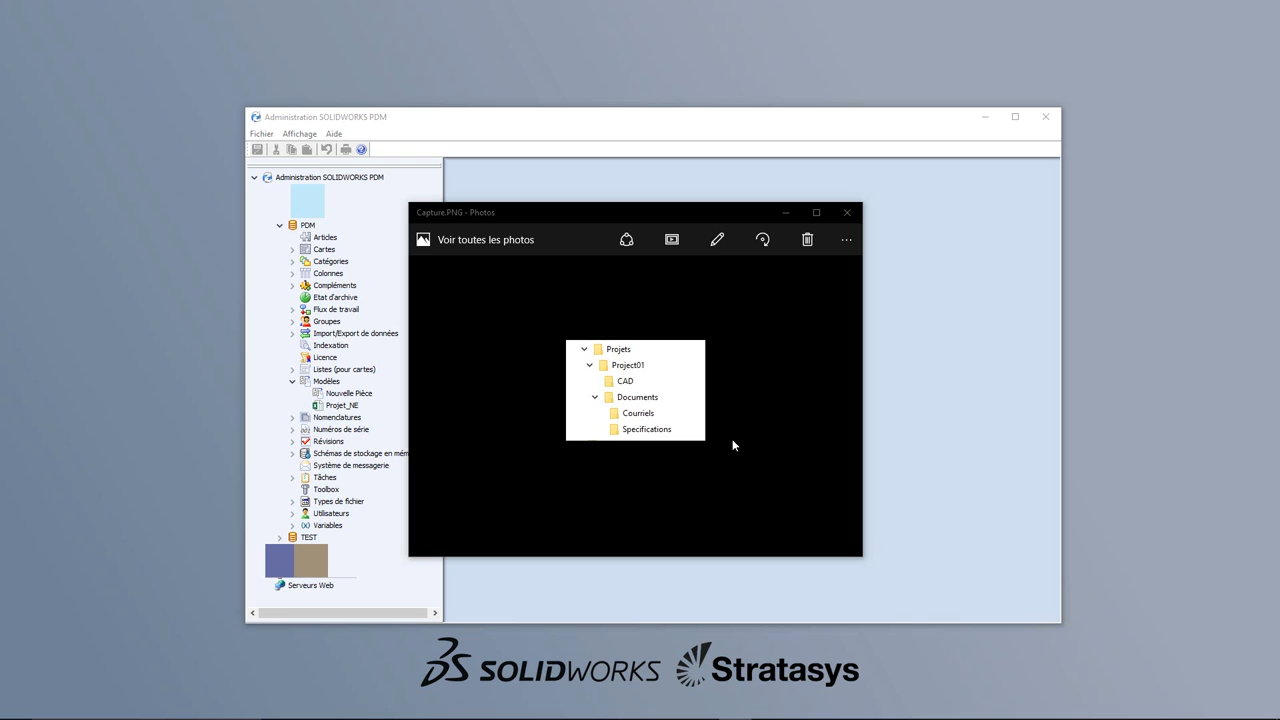 Administration SOLIDWORKS PDM
Fichier Affichage Aide
Administration SOLIDWORKS PDM
PDM
Articles
Cartes
Catégories
Colonnes
Compléments
Etat d'archive
Flux de travail
Groupes
Import/Export de données
Indexation
Licence
Listes (pour cartes)
Modèles
Nouvelle Pièce
Projet_NE
Nomenclatures
Numéros de série
Révisions
Schémas de stockage en mém
Système de messagerie
Tâches
Toolbox
Types de fichier
Utilisateurs
Variables
TEST
Serveurs Web
Capture.PNG - Photos
Voir toutes les photos
Projets
Project01
CAD
Documents
Courriels
Specifications
SOLIDWORKS Stratasys